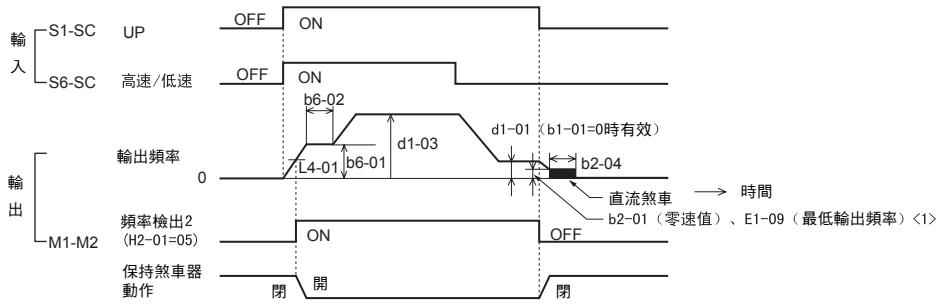 輸入
S1-SC UP OFF ON
S6-SC 高速/低速 OFF ON
b6-02
d1-01（b1-01=0時有效）
d1-03
b2-04
輸出
輸出頻率
L4-01 b6-01
0
直流煞車
時間
b2-01（零速值）、E1-09（最低輸出頻率）<1>
頻率檢出2
M1-M2 (H2-01=05) ON OFF
保持煞車器
動作 閉 開 閉